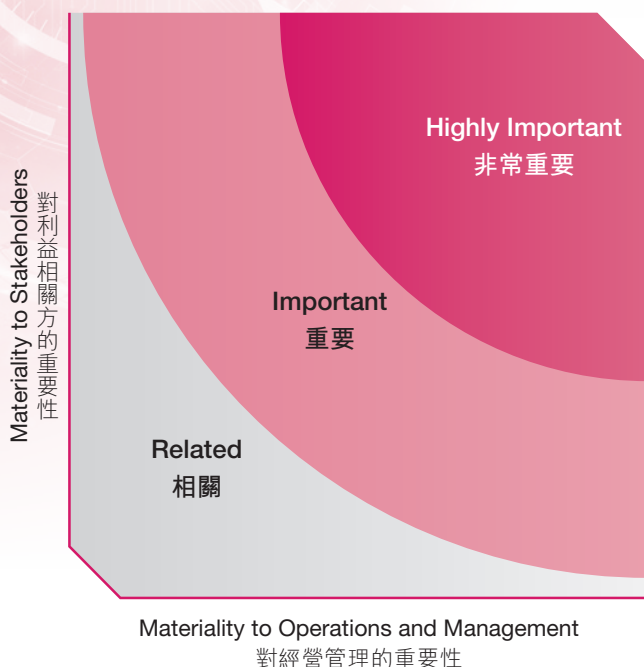 Highly Important
非常重要
Materiality to Stakeholders
對利益相關方的重要性
Important
重要
Related
相關
Materiality to Operations and Management
對經營管理的重要性